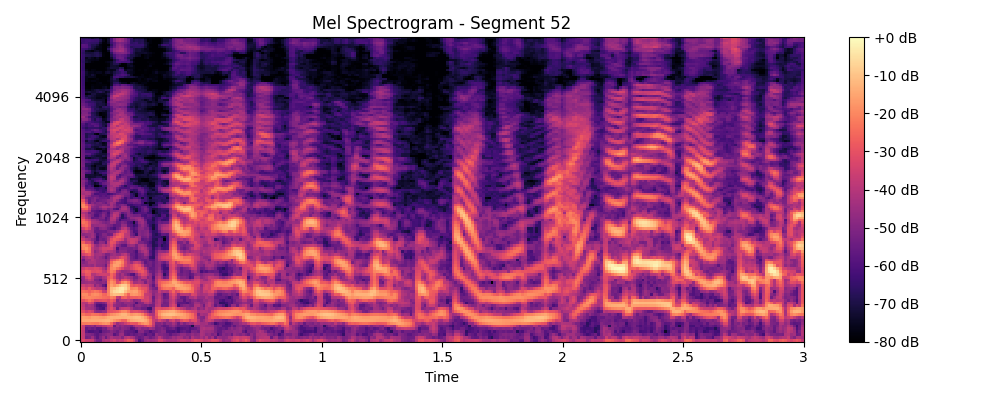 Mel Spectrogram - Segment 52
+0 dB
-10 dB
-20 dB
-30 dB
-40 dB
-50 dB
-60 dB
-70 dB
-80 dB
Frequency
4096
2048
1024
512
0
0
0.5
1
1.5
2
2.5
3
Time